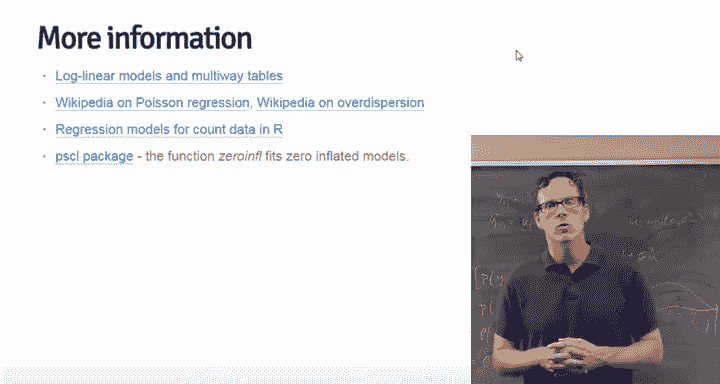 More information
Log-linear models and multiway tables
Wikipedia on Poisson regression, Wikipedia on overdispersion
Regression models for count data in R
pscl package - the function zeroinfl fits zero inflated models.